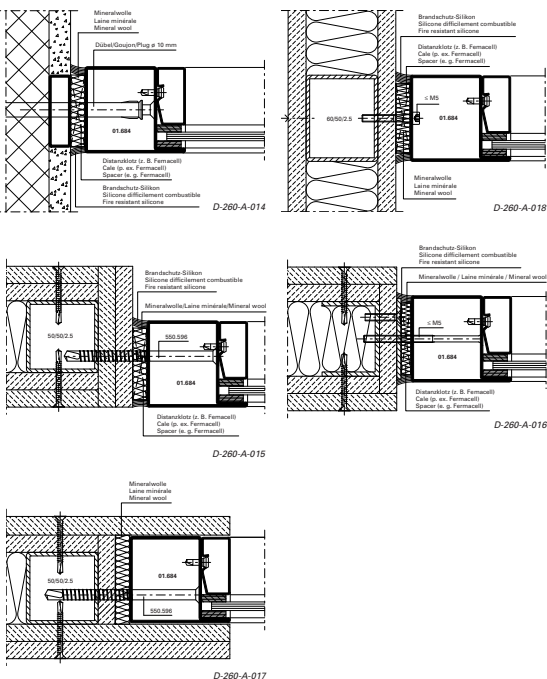 Mineralwolle
Laine minérale
Mineral wool
Dübel/Goujon/Plug ø 10 mm
01.684
Distanzklotz (z. B. Femacell)
Cale (p. ex. Fermacell)
Spacer (e. g. Fermacell)
Brandschutz-Silikon
Silicone difficilement combustible
Fire resistant silicone
D-260-A-014
Brandschutz-Silikon
Silicone difficilement combustible
Fire resistant silicone
Distanzklotz (z. B. Femacell)
Cale (p. ex. Fermacell)
Spacer (e. g. Fermacell)
≤ M5
60/50/2.5
01.684
Mineralwolle
Laine minérale
Mineral wool
D-260-A-018
Brandschutz-Silikon
Silicone difficilement combustible
Fire resistant silicone
Mineralwolle/Laine minérale/Mineral wool
50/50/2.5
550.596
01.684
Distanzklotz (z. B. Femacell)
Cale (p. ex. Fermacell)
Spacer (e. g. Fermacell)
D-260-A-015
Brandschutz-Silikon
Silicone difficilement combustible
Fire resistant silicone
Mineralwolle / Laine minérale / Mineral wool
≤ M5
01.684
Distanzklotz (z. B. Femacell)
Cale (p. ex. Fermacell)
Spacer (e. g. Fermacell)
D-260-A-016
Mineralwolle
Laine minérale
Mineral wool
01.684
50/50/2.5
550.596
D-260-A-017